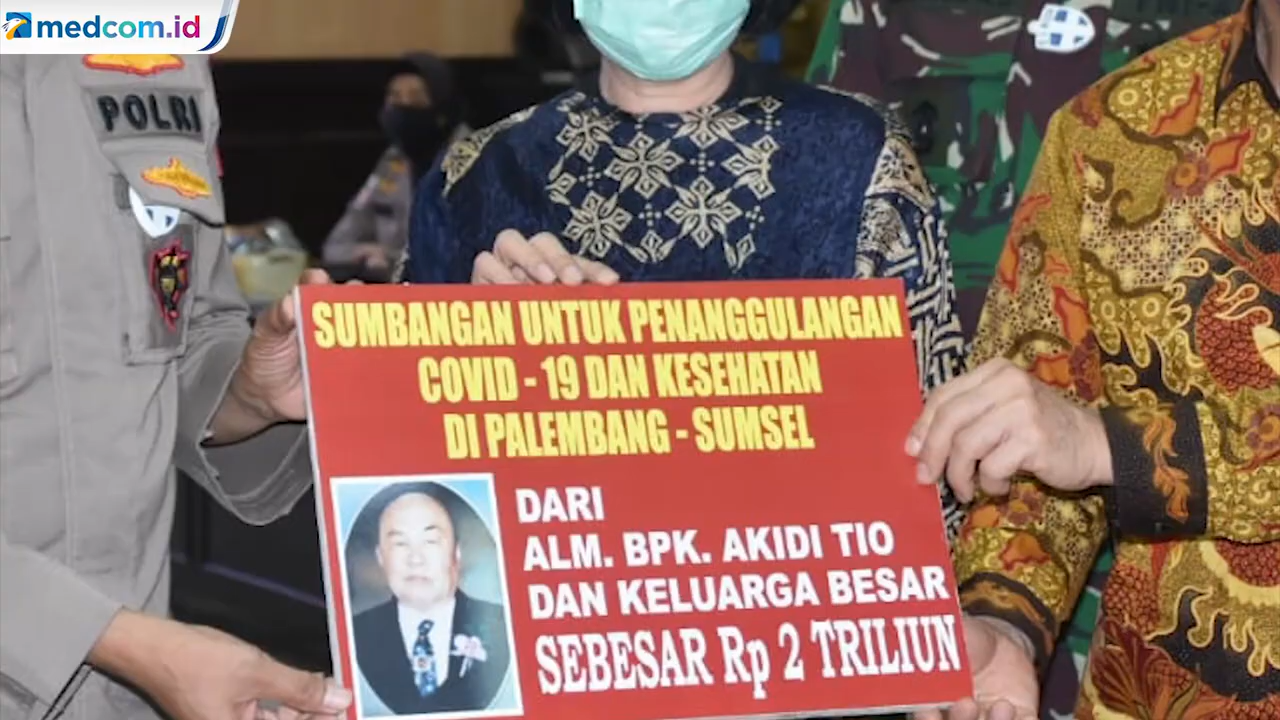 medcom.id
POLRI
SUMBANGAN UNTUK PENANGGULANGAN
COVID - 19 DAN KESEHATAN
DI PALEMBANG - SUMSEL
DARI
ALM. BPK. AKIDI TIO
DAN KELUARGA BESAR
SEBESAR Rp 2 TRILIUN